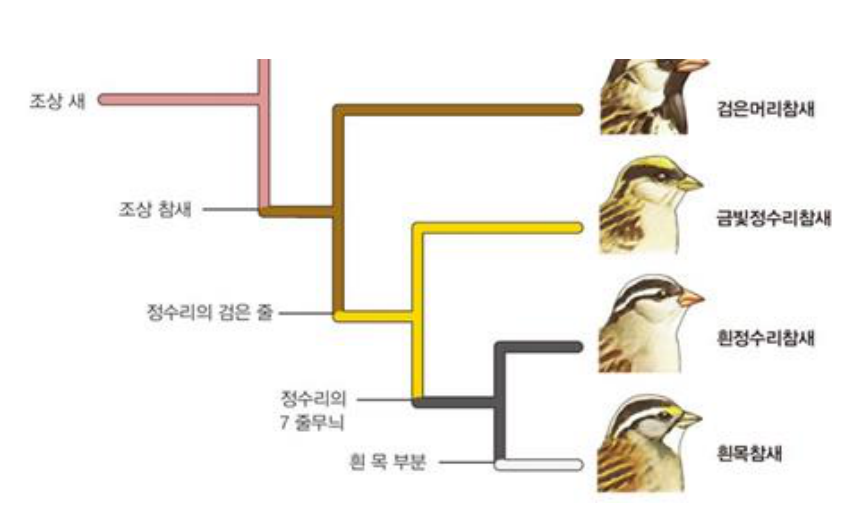 조상 새
검은머리참새
조상 참새
금빛정수리참새
정수리의 검은 줄
흰정수리참새
정수리의
7 줄무늬
흰 목 부분
흰목참새